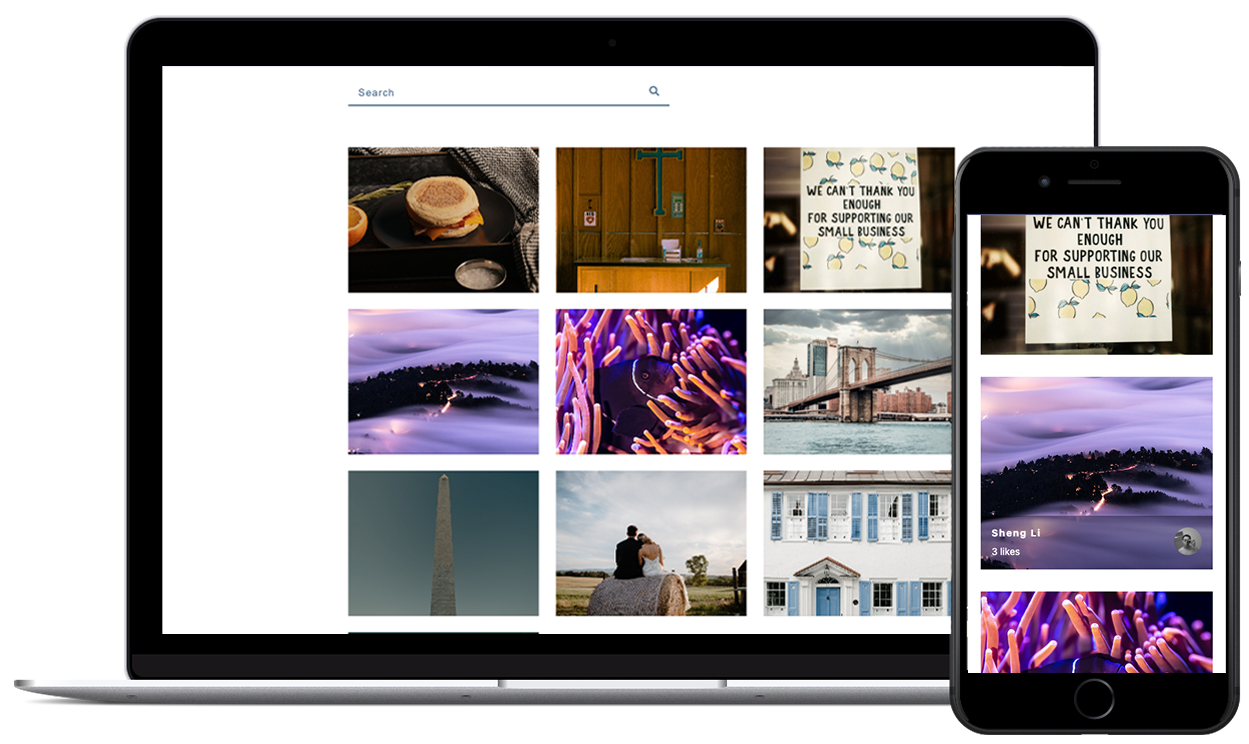 Search
WE CAN'T THANK YOU
ENOUGH
FOR SUPPORTING OUR
SMALL BUSINESS
WE CAN'T THANK YOU
ENOUGH
FOR SUPPORTING OUR
SMALL BUSINESS
Sheng Li
3 likes